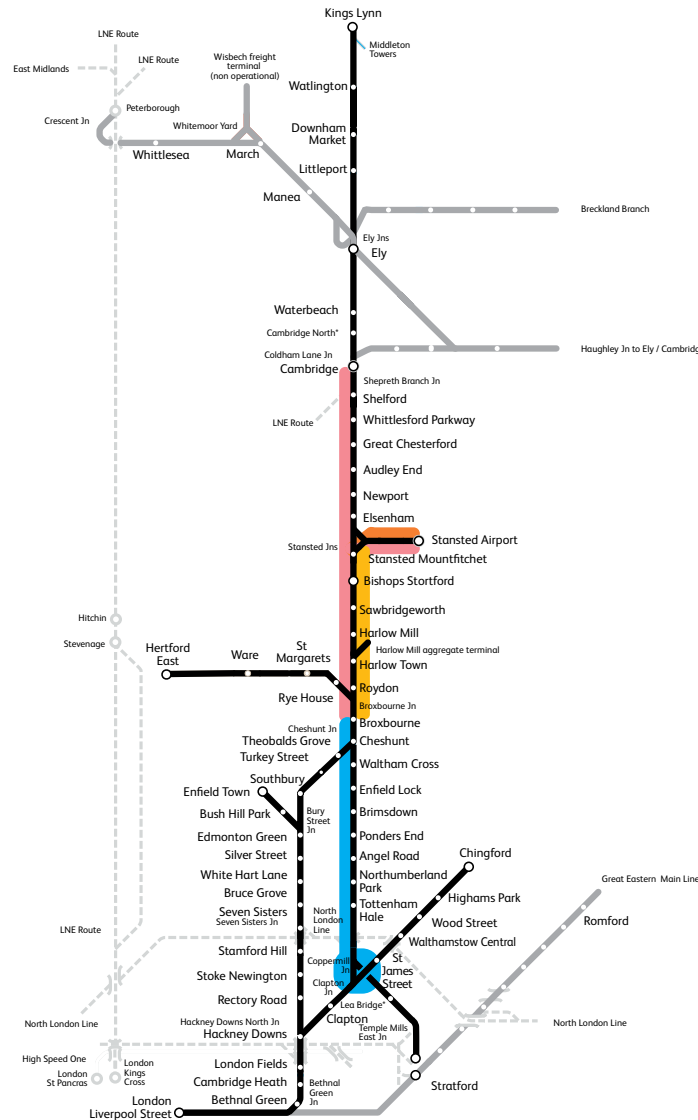 Kings Lynn
LNE Route
Middleton
Towers
East Midlands
LNE Route
Wisbech freight
terminal
(non operational)
Watlington
Peterborough
Crescent Jn
Whitemoor Yard
Downham
Market
Whittlesea
March
Littleport
Manea
Breckland Branch
Ely Jns
Ely
Waterbeach
Cambridge North*
Coldham Lane Jn
Haughley Jn to Ely / Cambridg
Cambridge
Shepreth Branch Jn
Shelford
LNE Route
Whittlesford Parkway
Great Chesterford
Audley End
Newport
Elsenham
Stansted Airport
Stansted Jns
Stansted Mountfitchet
Bishops Stortford
Sawbridgeworth
Hitchin
Harlow Mill
Stevenage
Hertford
East
Ware
St
Margarets
Harlow Mill aggregate terminal
Harlow Town
Roydon
Rye House
Broxbourne Jn
Broxbourne
Cheshunt Jn
Theobalds Grove
Cheshunt
Turkey Street
Waltham Cross
Southbury
Enfield Town
Enfield Lock
Bush Hill Park
Bury
Street
Jn
Brimsdown
Edmonton Green
Ponders End
Silver Street
Angel Road
Chingford
White Hart Lane
Northumberland
Park
Great Eastern Main Line
Bruce Grove
Highams Park
Tottenham
Hale
Seven Sisters
Seven Sisters Jn
North
London
Line
Wood Street
Romford
LNE Route
Walthamstow Central
Stamford Hill
Coppermill
Jn
St
James
Street
Stoke Newington
Clapton
Jn
Rectory Road
Lea Bridge*
Clapton
North London Line
Hackney Downs North Jn
Hackney Downs
Temple Mills
East Jn
North London Line
High Speed One
London
St Pancras
London
Kings
Cross
London Fields
Cambridge Heath
Stratford
Bethnal Green
Bethnal
Green
Jn
London
Liverpool Street